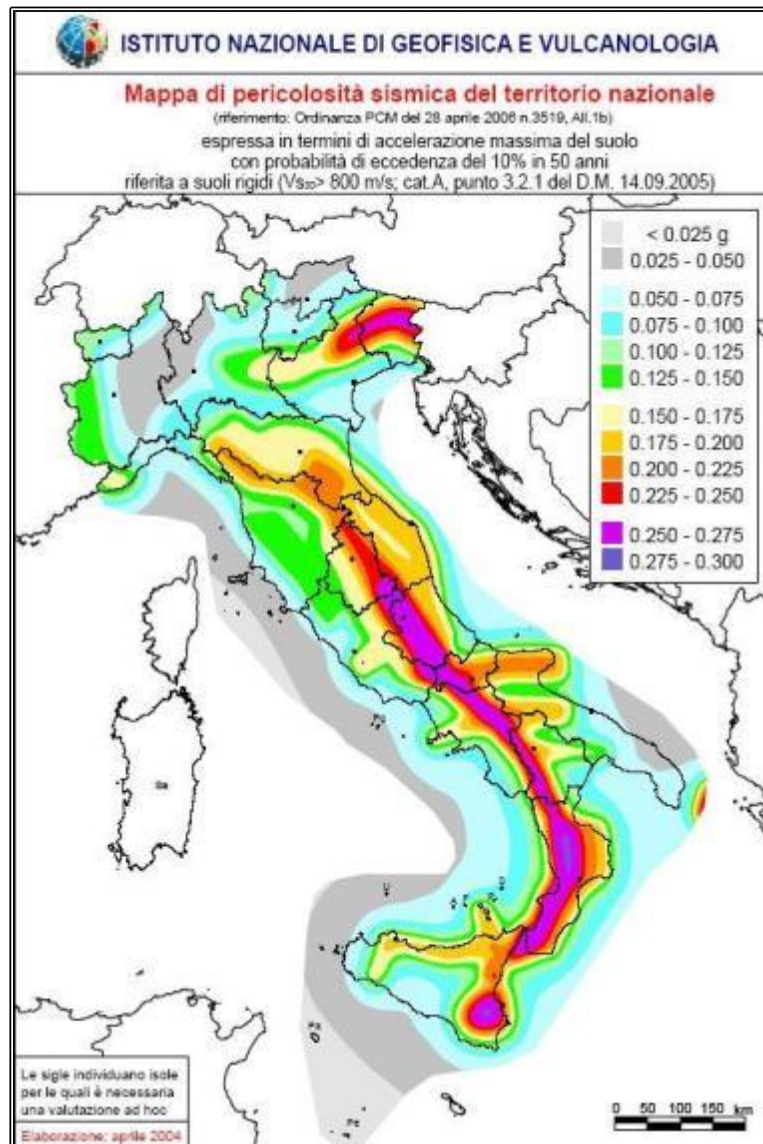 ISTITUTO NAZIONALE DI GEOFISICA E VULCANOLOGIA
Mappa di pericolosità sismica del territorio nazionale
(riferimento: Ordinanza PCM del 28 aprile 2006 n.3519, All.1b)
espressa in termini di accelerazione massima del suolo
con probabilità di eccedenza del 10% in 50 anni
riferita a suoli rigidi (Vs30> 800 m/s; cat.A, punto 3.2.1 del D.M. 14.09.2005)
< 0.025 g
0.025 - 0.050
0.050 - 0.075
0.075 - 0.100
0.100 - 0.125
0.125 - 0.150
0.150 - 0.175
0.175 - 0.200
0.200 - 0.225
0.225 - 0.250
0.250 - 0.275
0.275 - 0.300
Sa
U
A
Pa
Pe
Le sigle individuano isole
per le quali è necessaria
una valutazione ad hoc
Elaborazione: aprile 2004
0 50 100 150 km